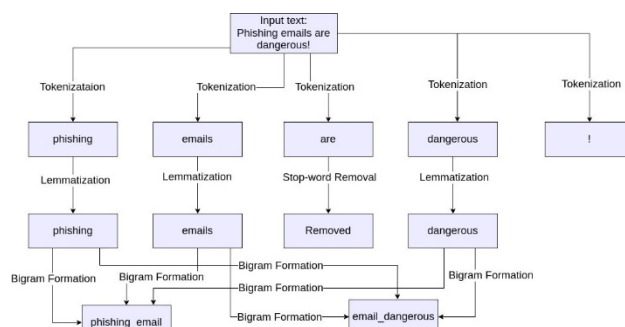 Input text:
Phishing emails are
dangerous!
Tokenizataion
Tokenization
Tokenization
Tokenization
Tokenization
phishing
emails
are
dangerous
!
Lemmatization
Lemmatization
Stop-word Removal
Lemmatization
phishing
emails
Removed
dangerous
Bigram Formation
Bigram Formation
Bigram Formation
Bigram Formation
Bigram Formation
Bigram Formation
phishing_email
email_dangerous